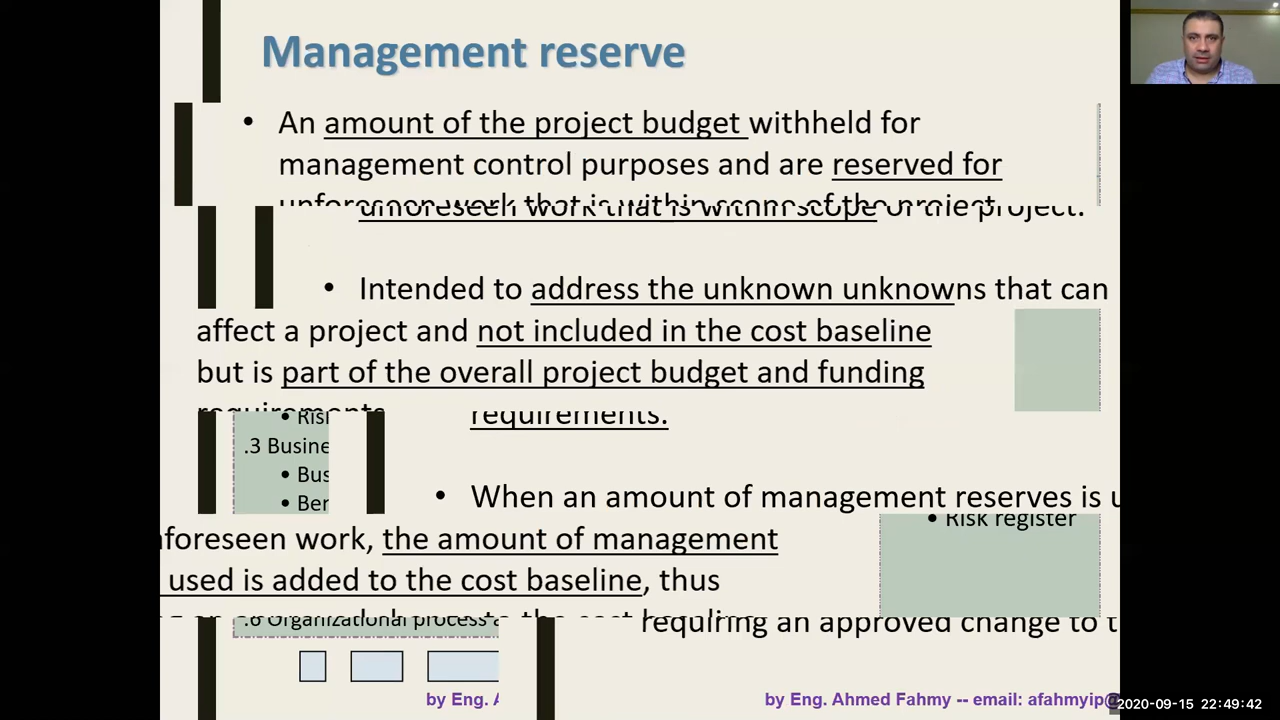 Management reserve
• An amount of the project budget withheld for
management control purposes and are reserved for
unforeseen work that is within scope of the project.
• Intended to address the unknown unknowns that can
affect a project and not included in the cost baseline
but is part of the overall project budget and funding
requirements.
• Ris
.3 Busine
• Bus
• Ben
• When an amount of management reserves is u
• Risk register
nforeseen work, the amount of management
used is added to the cost baseline, thus
.6 Organizational process a
requiring an approved change to t
by Eng. A
by Eng. Ahmed Fahmy -- email: afahmyip@
2020-09-15 22:49:42